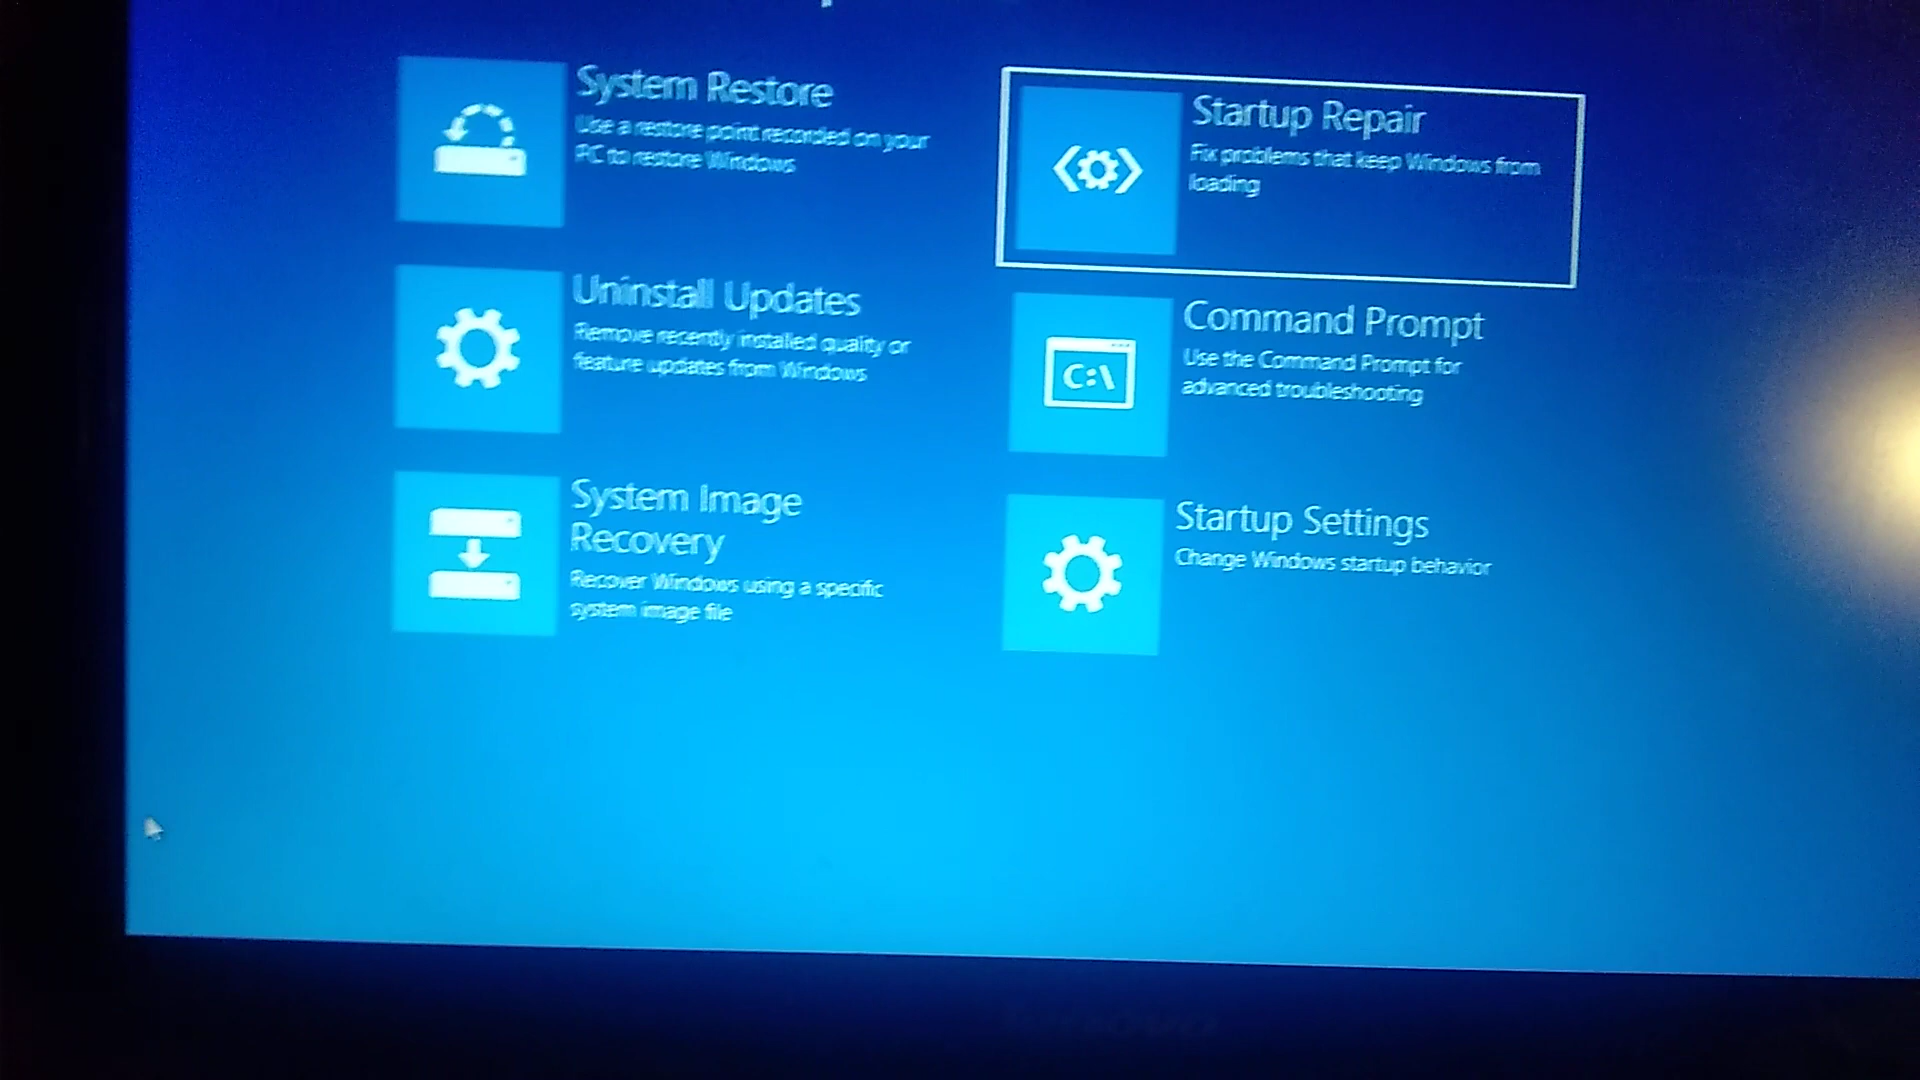 System Restore
Use a restore point recorded on your
PC to restore Windows
Startup Repair
Fix problems that keep Windows from
loading
Uninstall Updates
Remove recently installed quality or
feature updates from Windows
Command Prompt
Use the Command Prompt for
advanced troubleshooting
C:\
System Image
Recovery
Recover Windows using a specific
system image file
Startup Settings
Change Windows startup behavior